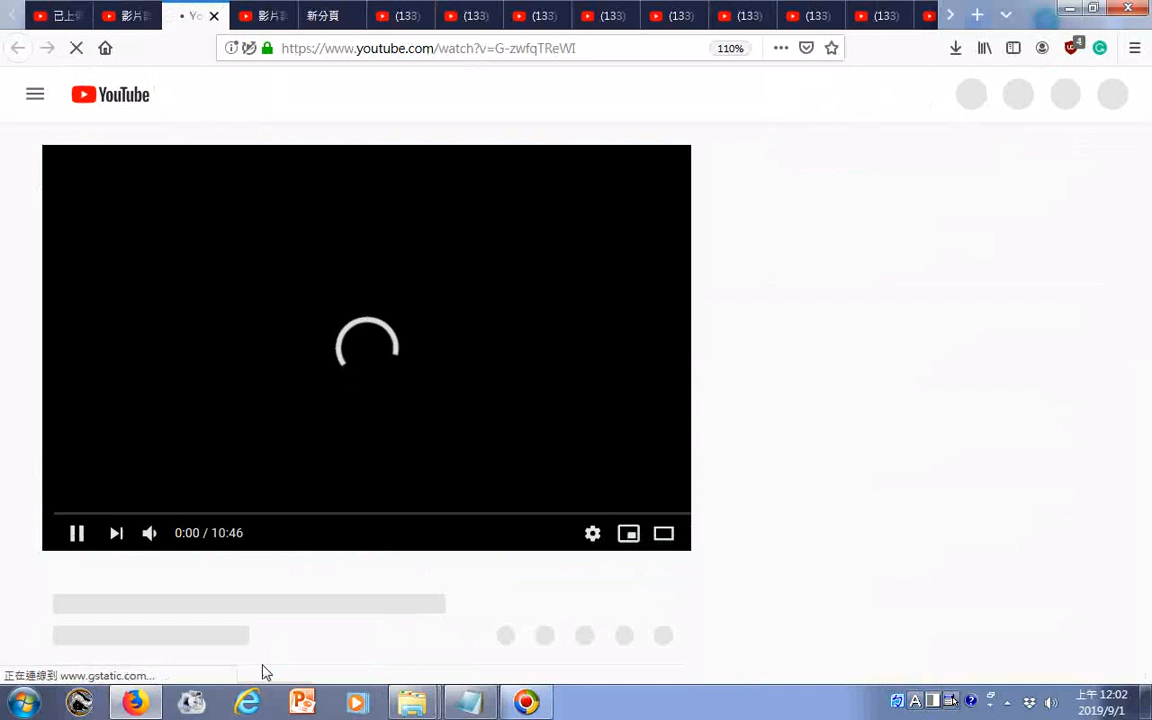 已上
影片
Yo
影片
新分頁
(133)
(133)
(133)
(133)
(133)
(133)
(133)
(133)
https://www.youtube.com/watch?v=G-zwfqTReWI
110%
4
YouTube
0:00 / 10:46
正在連線到 www.gstatic.com...
上午 12:02
2019/9/1